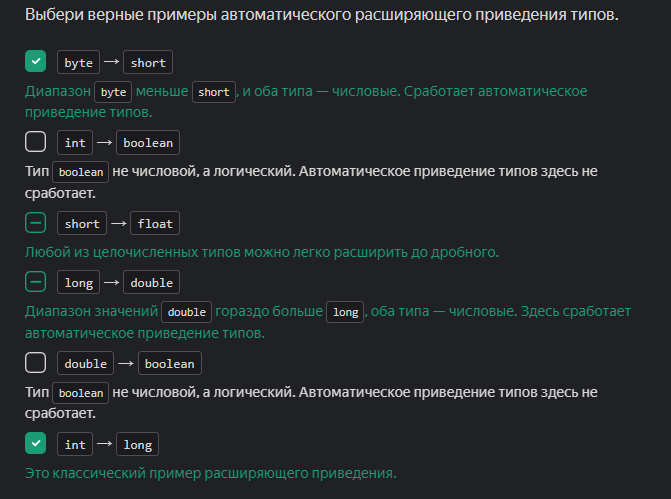 Выбери верные примеры автоматического расширяющего приведения типов.
byte → short
Диапазон byte меньше short, и оба типа — числовые. Сработает автоматическое
приведение типов.
int → boolean
Тип boolean не числовой, а логический. Автоматическое приведение типов здесь не
сработает.
short → float
Любой из целочисленных типов можно легко расширить до дробного.
long → double
Диапазон значений double гораздо больше long, оба типа — числовые. Здесь сработает
автоматическое приведение типов.
double → boolean
Тип boolean не числовой, а логический. Автоматическое приведение типов здесь не
сработает.
int → long
Это классический пример расширяющего приведения.